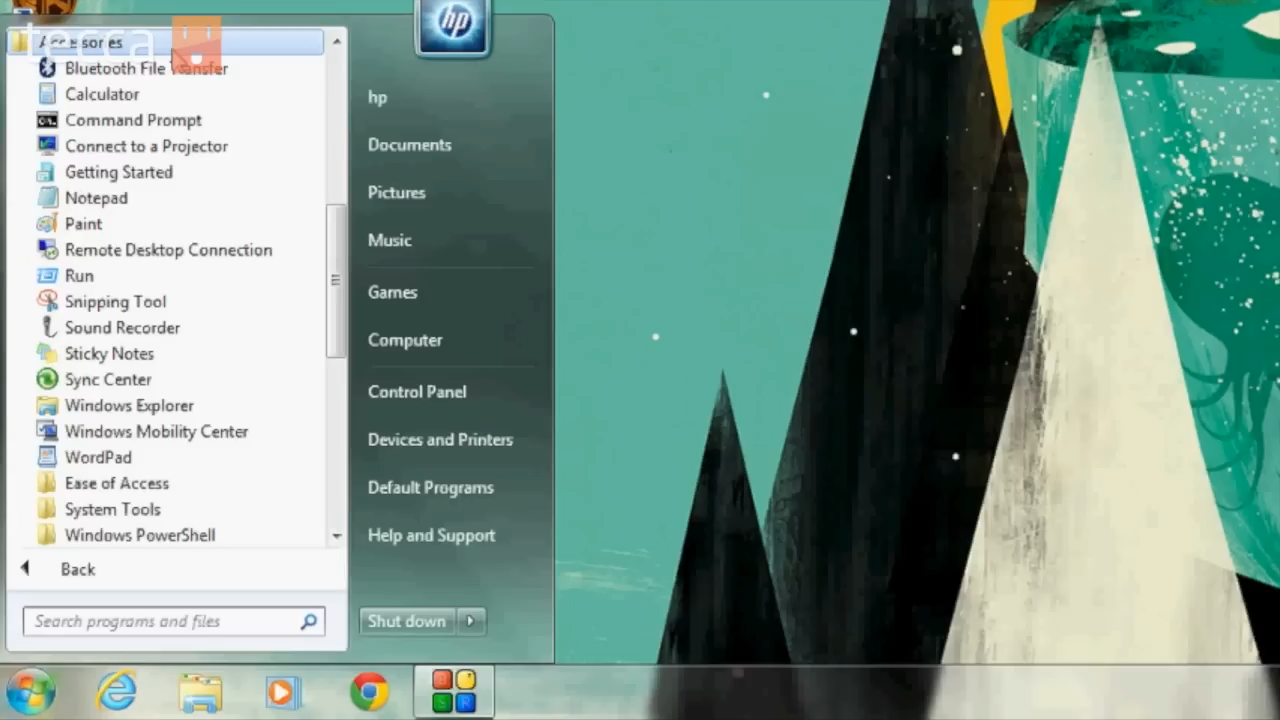 tecca
hp
Accessories
Bluetooth File Transfer
Calculator
Command Prompt
Connect to a Projector
Getting Started
Notepad
Paint
Remote Desktop Connection
Run
Snipping Tool
Sound Recorder
Sticky Notes
Sync Center
Windows Explorer
Windows Mobility Center
WordPad
Ease of Access
System Tools
Windows PowerShell
Back
Search programs and files
hp
Documents
Pictures
Music
Games
Computer
Control Panel
Devices and Printers
Default Programs
Help and Support
Shut down